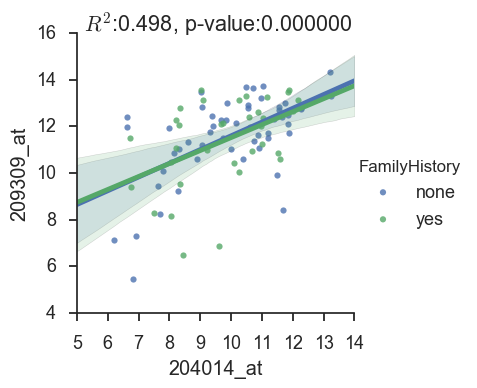 R²:0.498, p-value:0.000000
16
14
12
10
8
6
4
209309_at
5 6 7 8 9 10 11 12 13 14
204014_at
FamilyHistory
none
yes